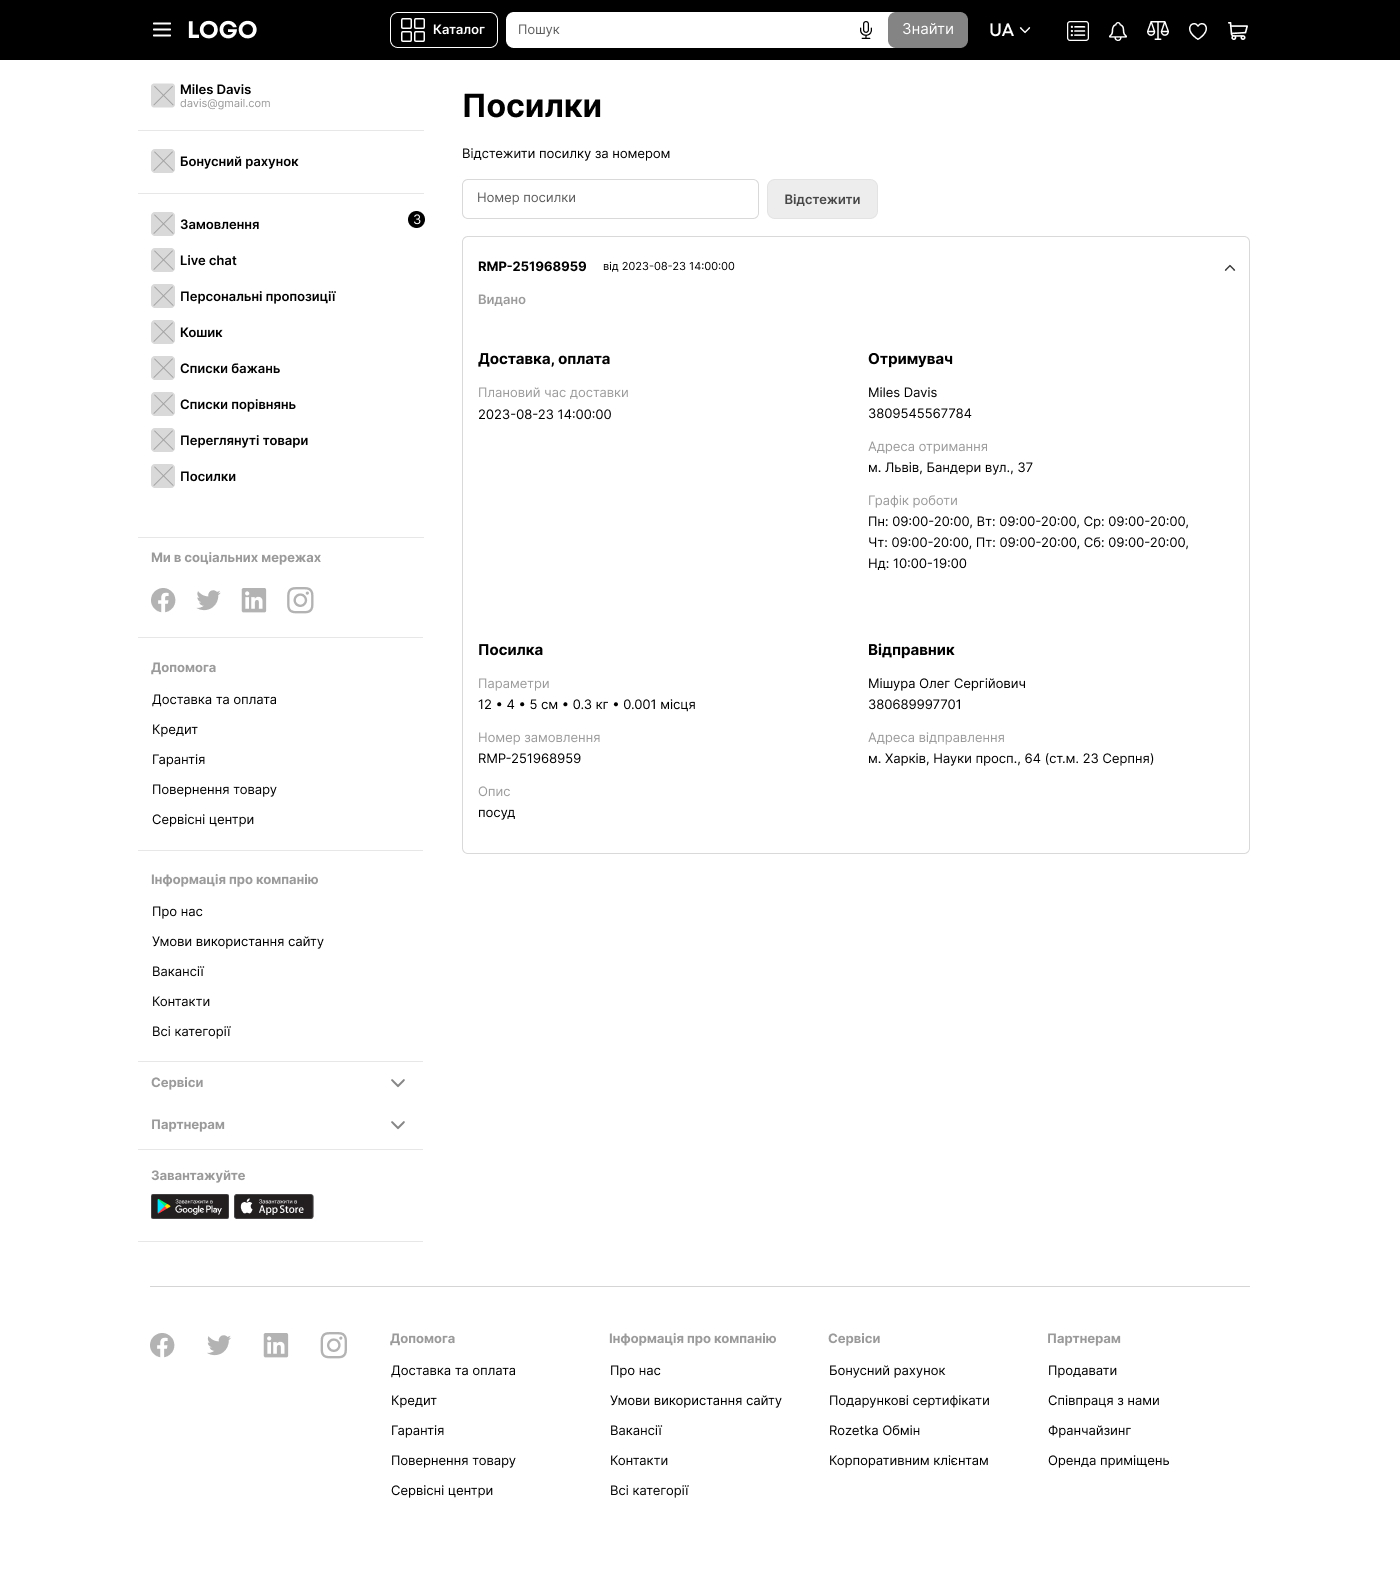 LOGO
Каталог
Пошук
Знайти
UA
Miles Davis
davis@gmail.com
Бонусний рахунок
Замовлення
3
Live chat
Персональні пропозиції
Кошик
Списки бажань
Списки порівнянь
Переглянуті товари
Посилки
Ми в соціальних мережах
Допомога
Доставка та оплата
Кредит
Гарантія
Повернення товару
Сервісні центри
Інформація про компанію
Про нас
Умови використання сайту
Вакансії
Контакти
Всі категорії
Сервіси
Партнерам
Завантажуйте
Завантажити в
Google Play
Завантажити в
App Store
Посилки
Відстежити посилку за номером
Номер посилки
Відстежити
RMP-251968959
від 2023-08-23 14:00:00
Видано
Доставка, оплата
Плановий час доставки
2023-08-23 14:00:00
Отримувач
Miles Davis
3809545567784
Адреса отримання
м. Львів, Бандери вул., 37
Графік роботи
Пн: 09:00-20:00, Вт: 09:00-20:00, Ср: 09:00-20:00,
Чт: 09:00-20:00, Пт: 09:00-20:00, Сб: 09:00-20:00,
Нд: 10:00-19:00
Посилка
Параметри
12 • 4 • 5 см • 0.3 кг • 0.001 місця
Номер замовлення
RMP-251968959
Опис
посуд
Відправник
Мішура Олег Сергійович
380689997701
Адреса відправлення
м. Харків, Науки просп., 64 (ст.м. 23 Серпня)
Допомога
Доставка та оплата
Кредит
Гарантія
Повернення товару
Сервісні центри
Інформація про компанію
Про нас
Умови використання сайту
Вакансії
Контакти
Всі категорії
Сервіси
Бонусний рахунок
Подарункові сертифікати
Rozetka Обмін
Корпоративним клієнтам
Партнерам
Продавати
Співпраця з нами
Франчайзинг
Оренда приміщень